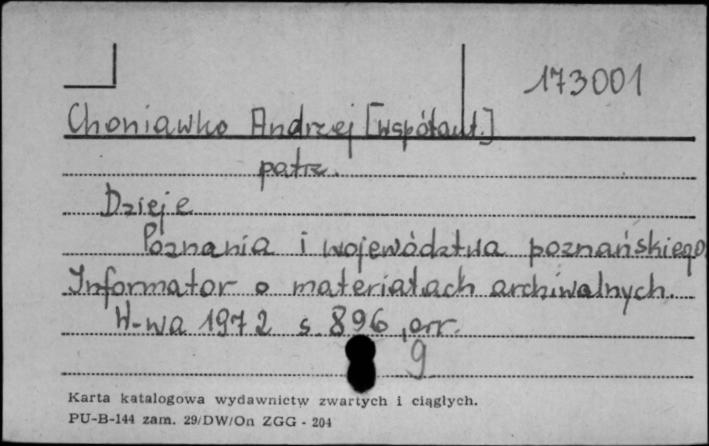 173001
Choniawko Andrzej [współaut.]
patrz.
Dzieje
Poznania i województwa poznańskiego.
Informator o materiałach archiwalnych.
W-wa 1972 s. 896,
9
Karta katalogowa wydawnictw zwartych i ciągłych.
PU-B-144 zam. 29/DW/On ZGG - 204